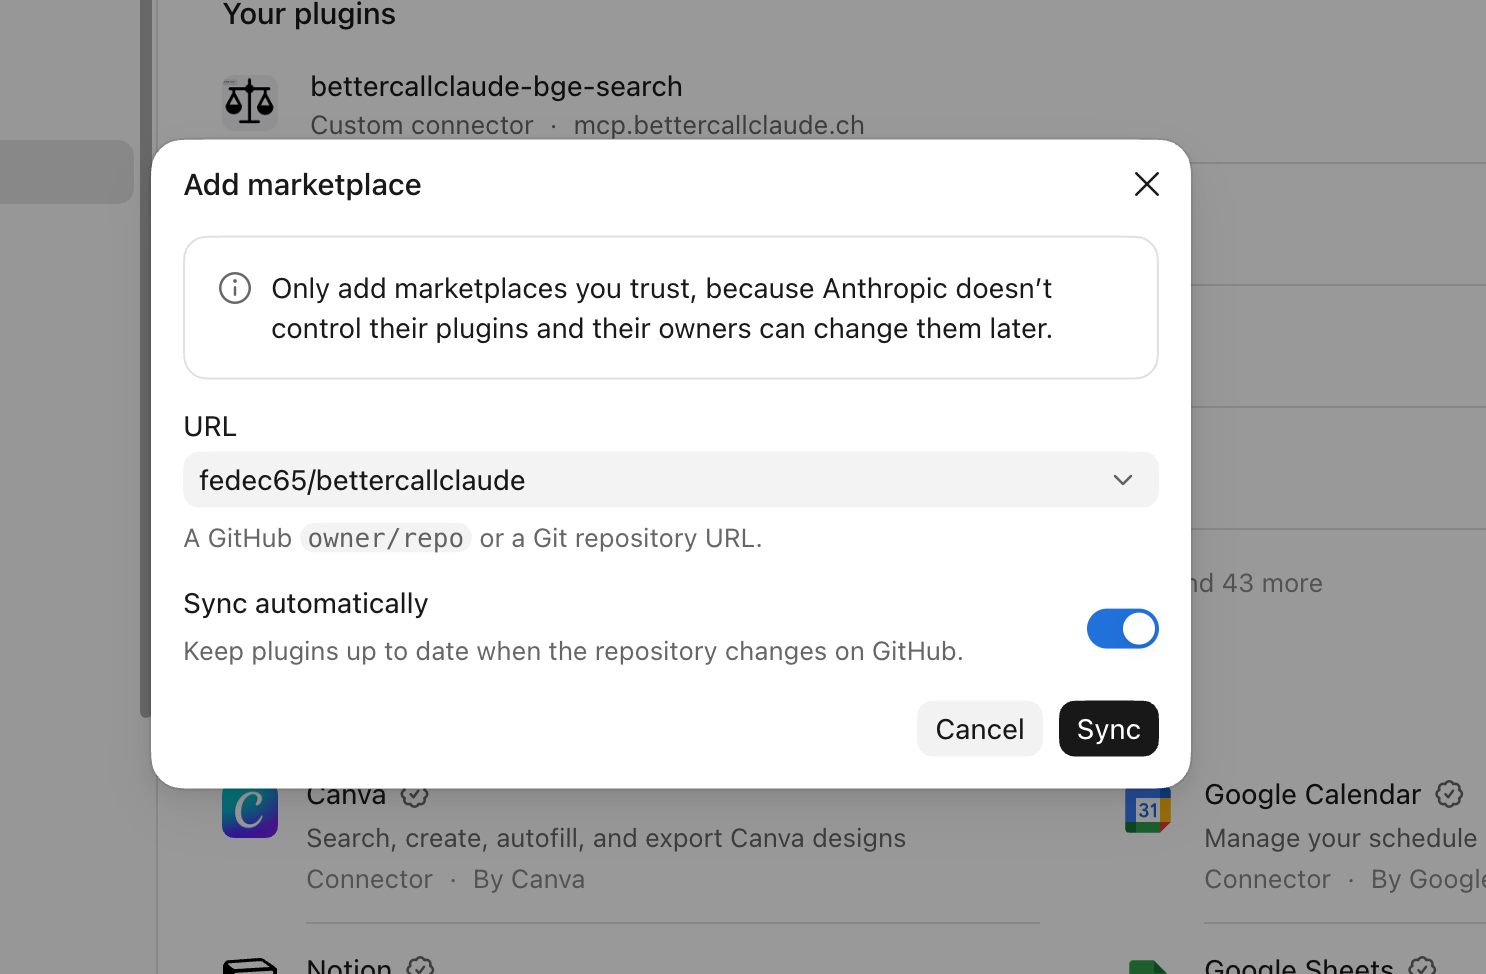 Your plugins
bettercallclaude-bge-search
Custom connector · mcp.bettercallclaude.ch
Add marketplace
Only add marketplaces you trust, because Anthropic doesn’t
control their plugins and their owners can change them later.
URL
fedec65/bettercallclaude
A GitHub owner/repo or a Git repository URL.
Sync automatically
Keep plugins up to date when the repository changes on GitHub.
Cancel
Sync
43 more
Canva
Search, create, autofill, and export Canva designs
Connector · By Canva
Google Calendar
31
Manage your schedule
Connector · By Google
Notion
Google Sheets